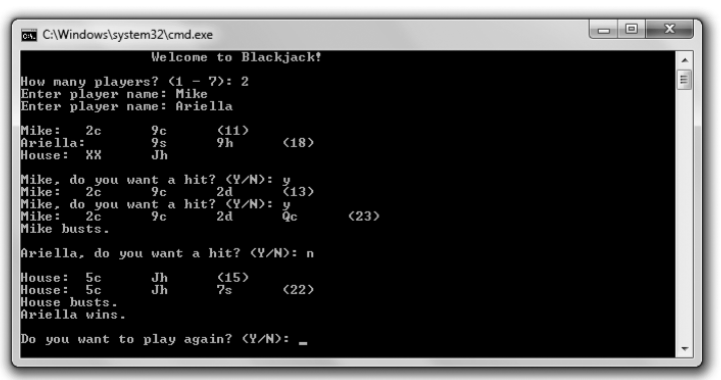 C:\Windows\system32\cmd.exe
Welcome to Blackjack!
How many players? (1 - 7): 2
Enter player name: Mike
Enter player name: Ariella
Mike: 2c 9c (11)
Ariella: 9s 9h (18)
House: XX Jh
Mike, do you want a hit? (Y/N): y
Mike: 2c 9c 2d (13)
Mike, do you want a hit? (Y/N): y
Mike: 2c 9c 2d Qc (23)
Mike busts.
Ariella, do you want a hit? (Y/N): n
House: 5c Jh (15)
House: 5c Jh 7s (22)
House busts.
Ariella wins.
Do you want to play again? (Y/N): _